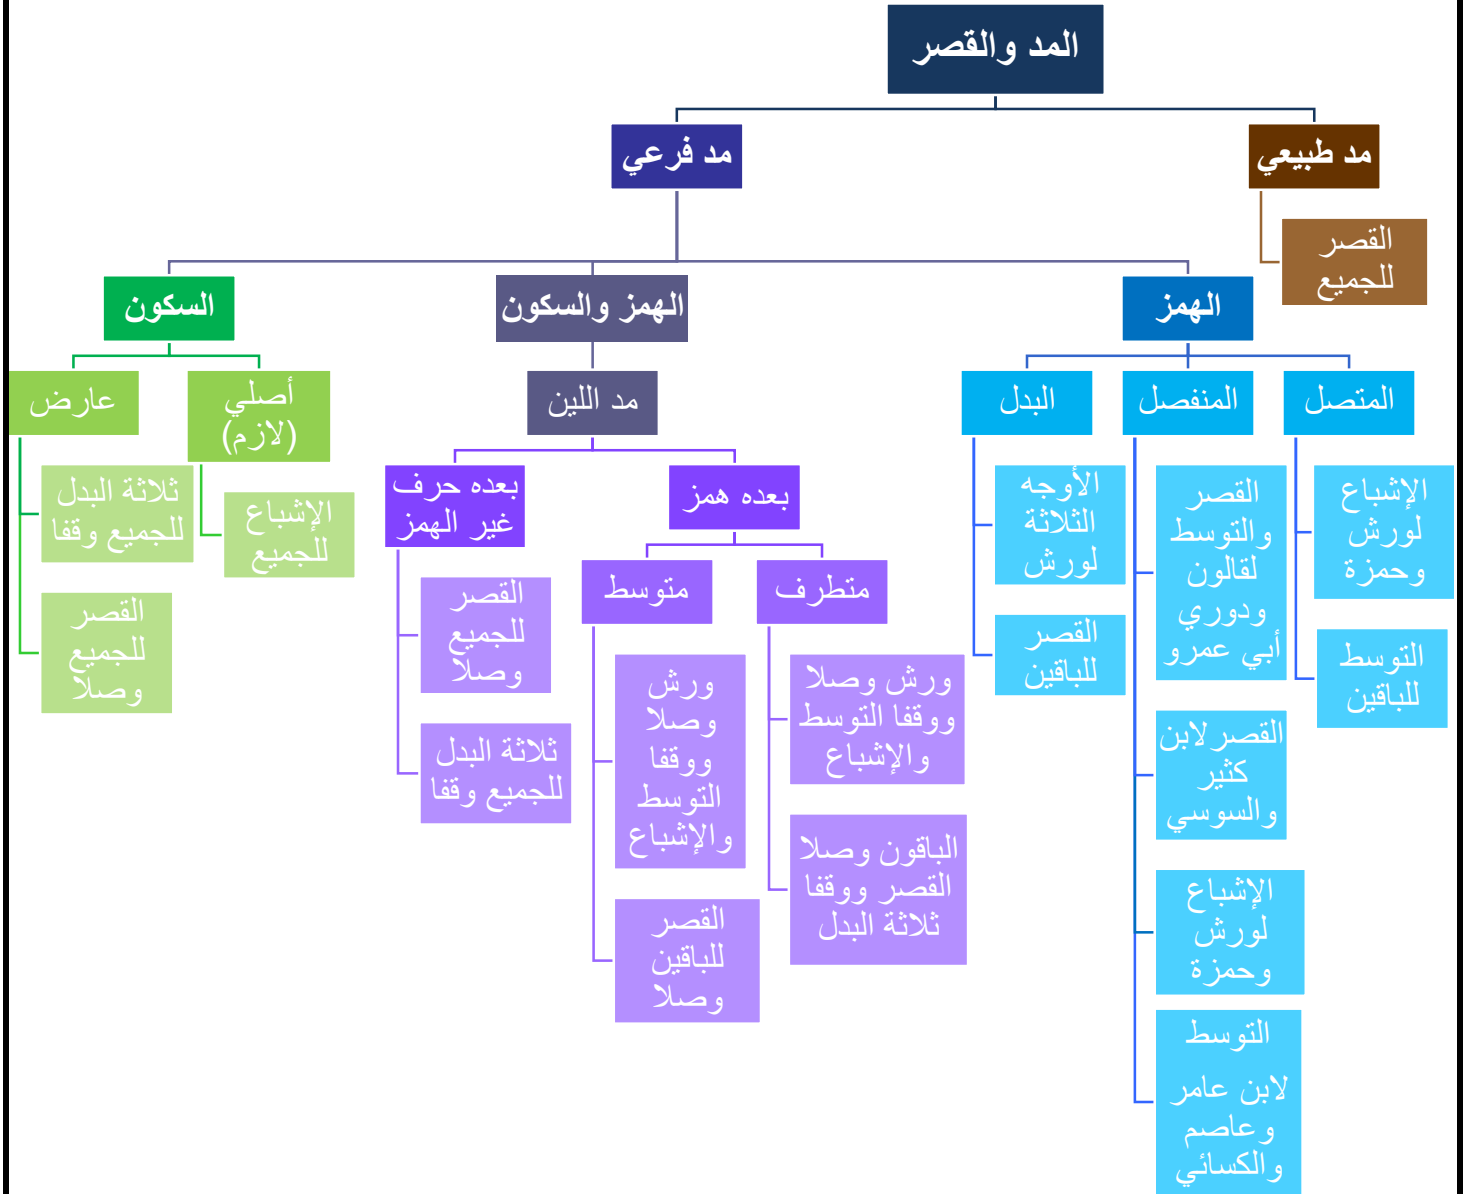 المد والقصر
مد طبيعي
القصر
للجميع
مد فرعي
الهمز
المتصل
الإشباع
لورش
وحمزة
التوسط
للباقين
المنفصل
القصر
والتوسط
لقالون
ودوري
أبي عمرو
القصر لابن
كثير
والسوسي
الإشباع
لورش
وحمزة
التوسط
لابن عامر
وعاصم
والكسائي
البدل
الأوجه
الثلاثة
لورش
القصر
للباقين
الهمز والسكون
مد اللين
بعده همز
متطرف
ورش وصلا
ووقفا التوسط
والإشباع
الباقون وصلا
القصر ووقفا
ثلاثة البدل
متوسط
ورش
وصلا
ووقفا
التوسط
والإشباع
القصر
للباقين
وصلا
بعده حرف
غير الهمز
القصر
للجميع
وصلا
ثلاثة البدل
للجميع وقفا
السكون
أصلي
(لازم)
الإشباع
للجميع
عارض
ثلاثة البدل
للجميع وقفا
القصر
للجميع
وصلا